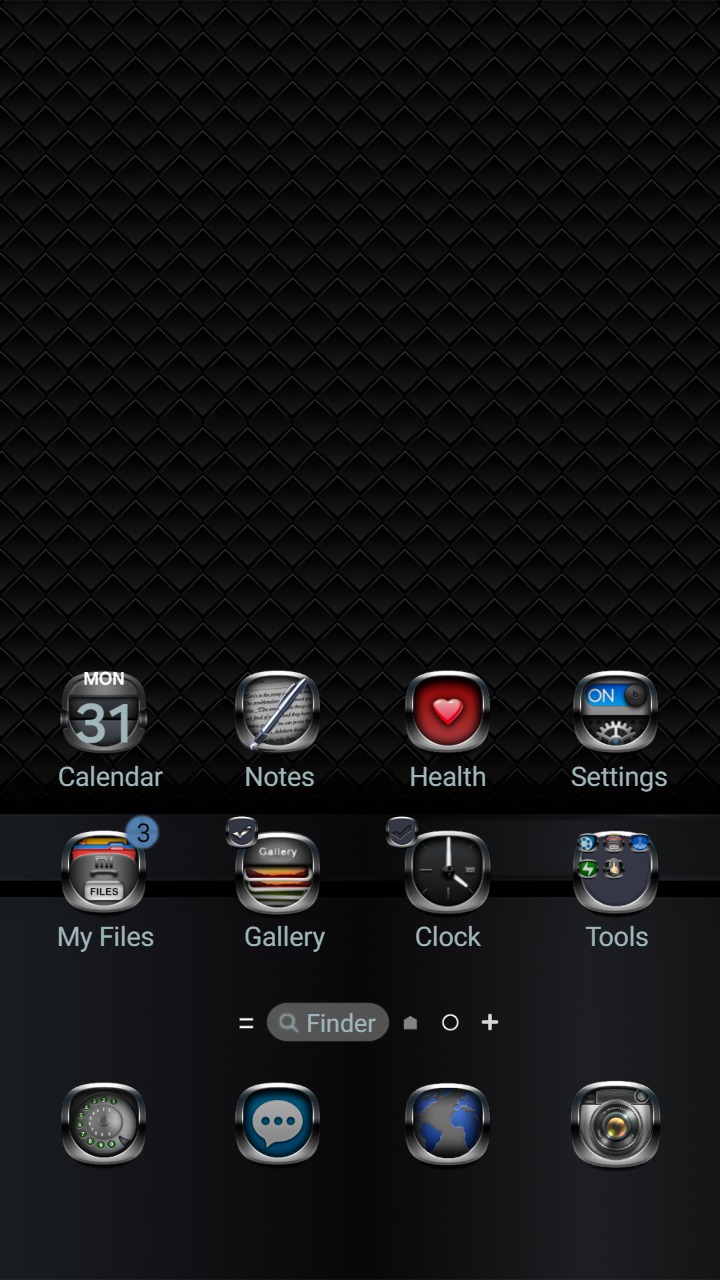 MON
31
Calendar
Notes
Health
ON
Settings
3
FILES
My Files
Gallery
Gallery
Clock
Tools
Finder